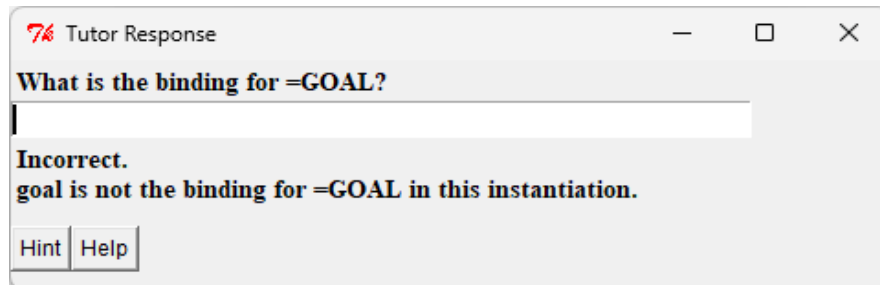 Tutor Response
What is the binding for =GOAL?
Incorrect.
goal is not the binding for =GOAL in this instantiation.
Hint Help